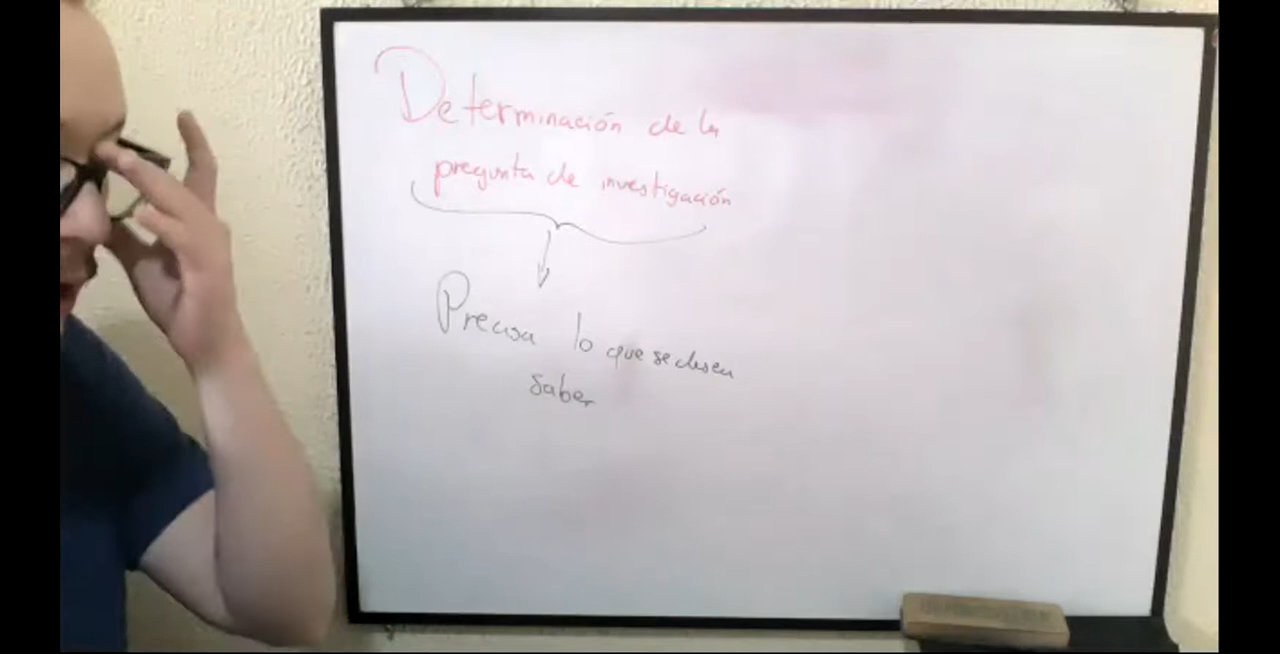 Determinación de la
pregunta de investigación
Precisa lo que se desea
saber